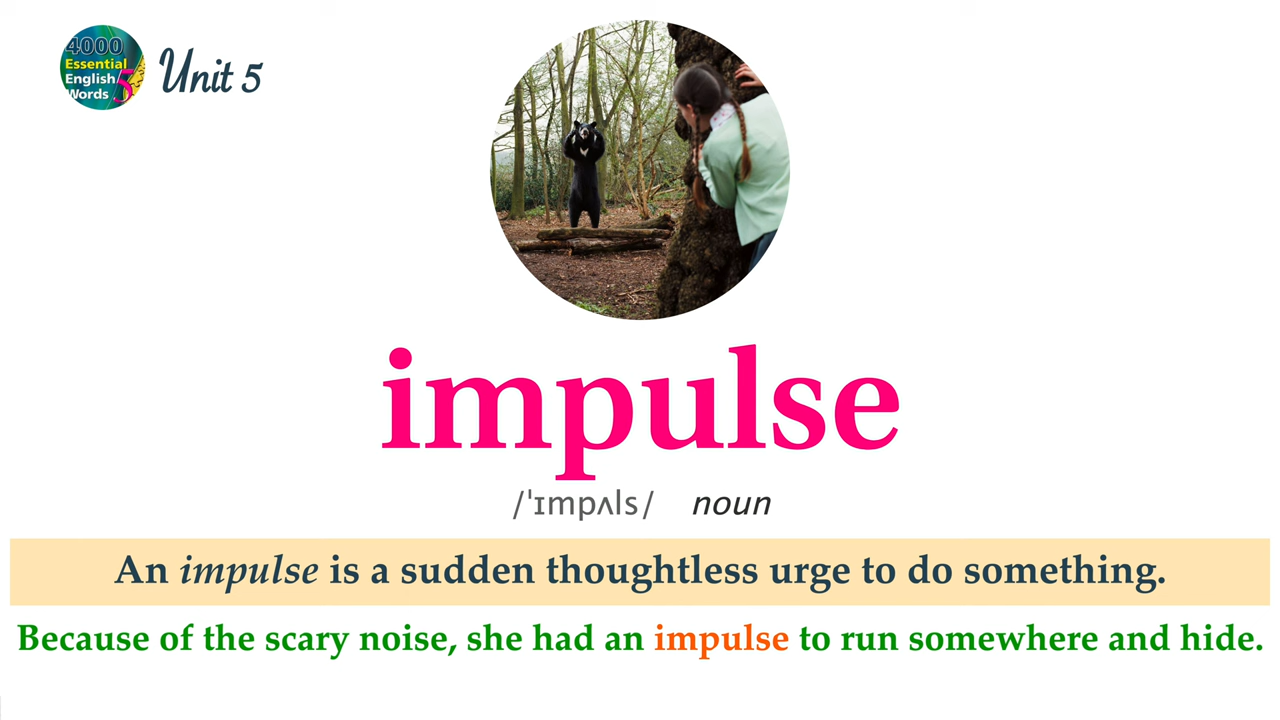 4000
Essential
English
Words 5
Unit 5
impulse
/ˈɪmpʌls/ noun
An impulse is a sudden thoughtless urge to do something.
Because of the scary noise, she had an impulse to run somewhere and hide.